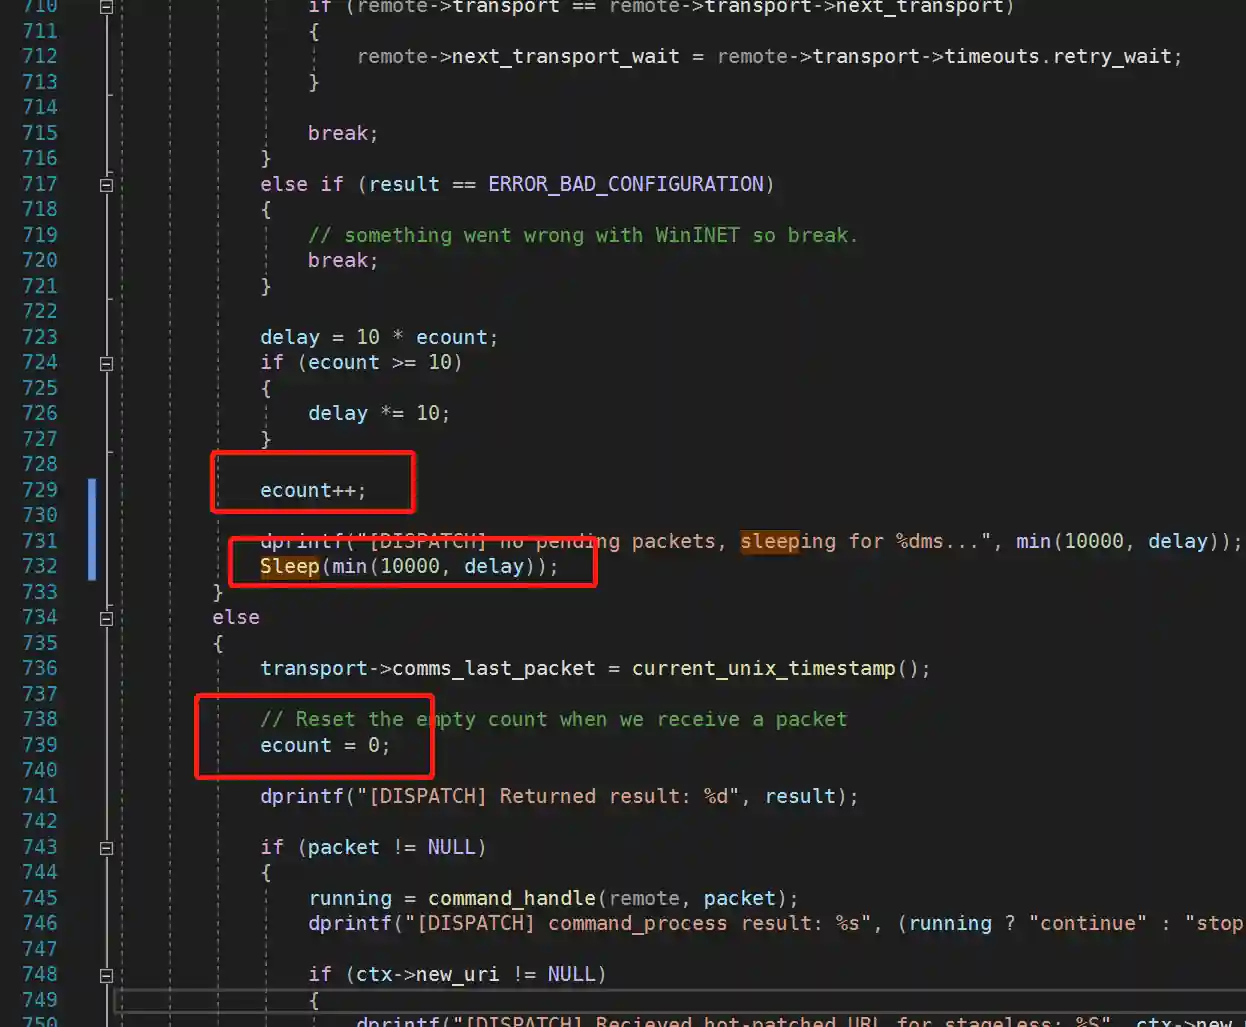 710 if (remote->transport == remote->transport->next_transport)
711 {
712 remote->next_transport_wait = remote->transport->timeouts.retry_wait;
713 }
714
715 break;
716 }
717 else if (result == ERROR_BAD_CONFIGURATION)
718 {
719 // something went wrong with WinINET so break.
720 break;
721 }
722
723 delay = 10 * ecount;
724 if (ecount >= 10)
725 {
726 delay *= 10;
727 }
728
729 ecount++;
730
731 dprintf("[DISPATCH] no pending packets, sleeping for %dms...", min(10000, delay));
732 Sleep(min(10000, delay));
733 }
734 else
735 {
736 transport->comms_last_packet = current_unix_timestamp();
737
738 // Reset the empty count when we receive a packet
739 ecount = 0;
740
741 dprintf("[DISPATCH] Returned result: %d", result);
742
743 if (packet != NULL)
744 {
745 running = command_handle(remote, packet);
746 dprintf("[DISPATCH] command_process result: %s", (running ? "continue" : "stop
747
748 if (ctx->new_uri != NULL)
749 {
750 dprintf("[DISPATCH] Recieved hot-patched URL for stageless: %S", ctx->new